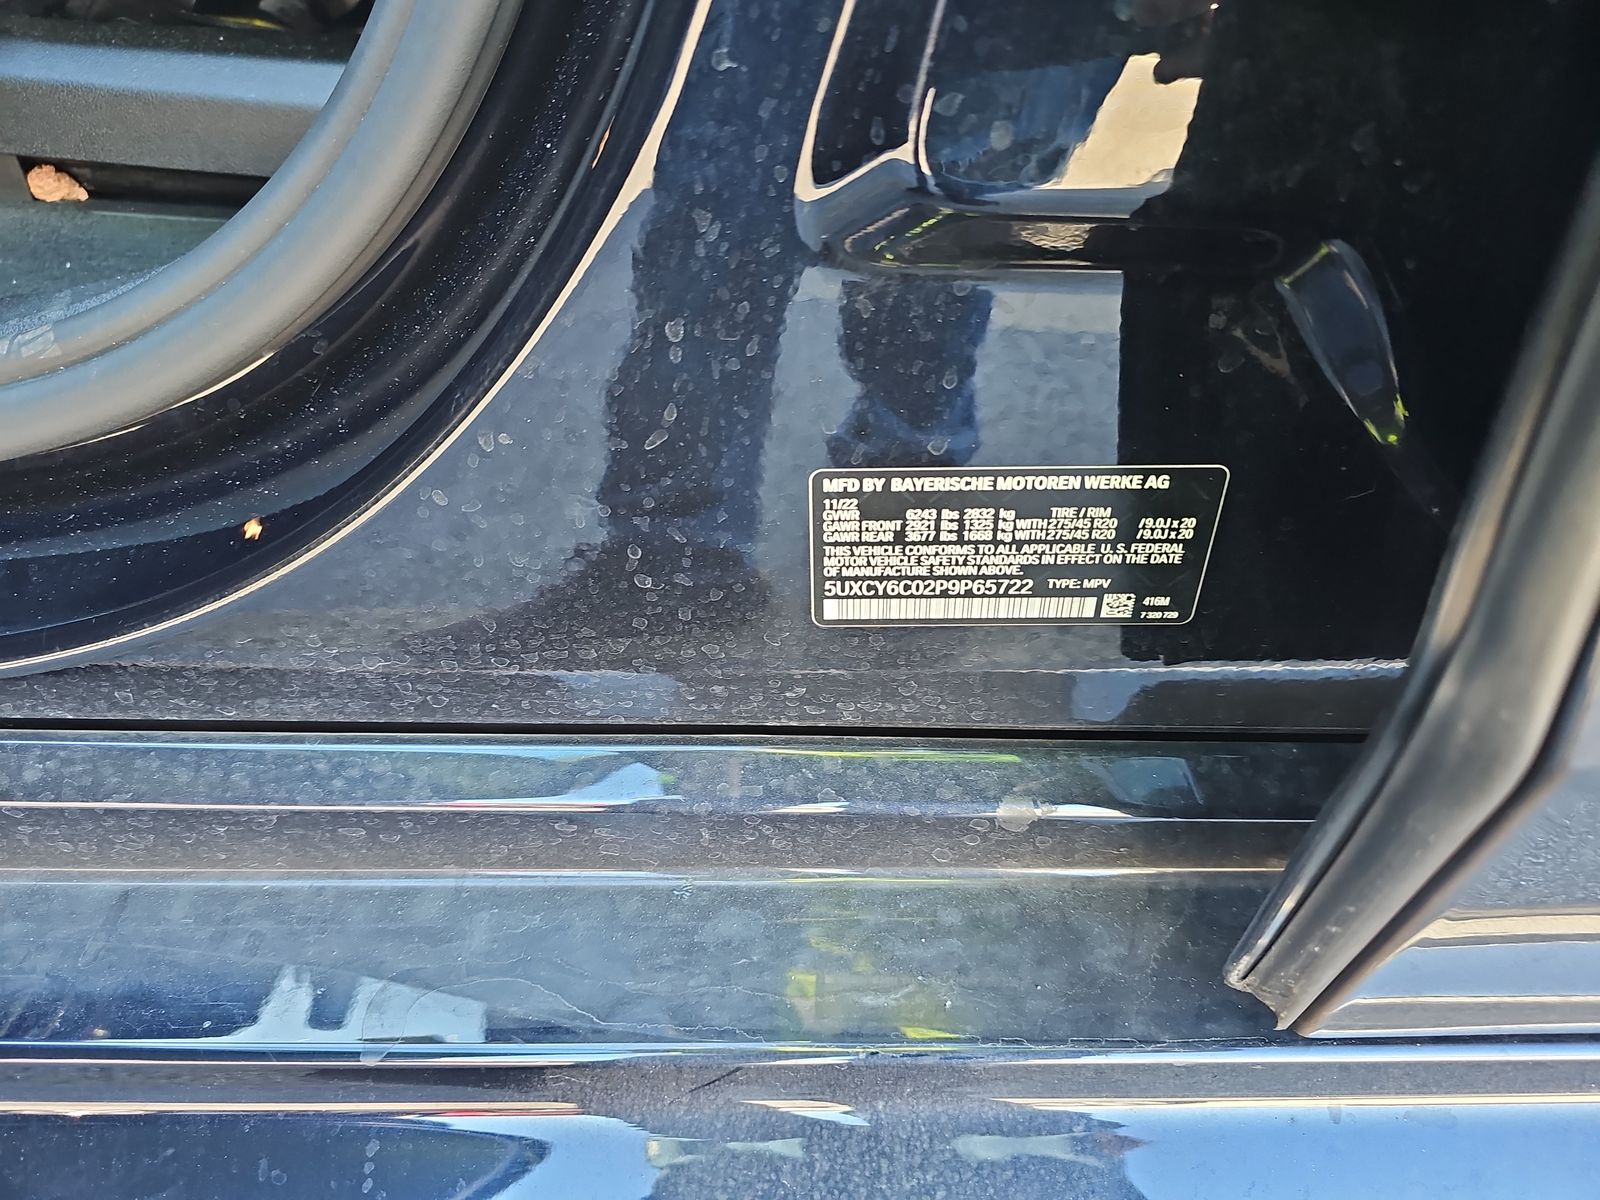 MFD BY BAYERISCHE MOTOREN WERKE AG
11/22
GVWR 6243 lbs 2832 kg TIRE / RIM
GAWR FRONT 2921 lbs 1325 kg WITH 275/45 R20 / 9.0J x 20
GAWR REAR 3677 lbs 1668 kg WITH 275/45 R20 / 9.0J x 20
THIS VEHICLE CONFORMS TO ALL APPLICABLE U. S. FEDERAL
MOTOR VEHICLE SAFETY STANDARDS IN EFFECT ON THE DATE
OF MANUFACTURE SHOWN ABOVE.
5UXCY6C02P9P65722 TYPE: MPV
416M
7 320 729